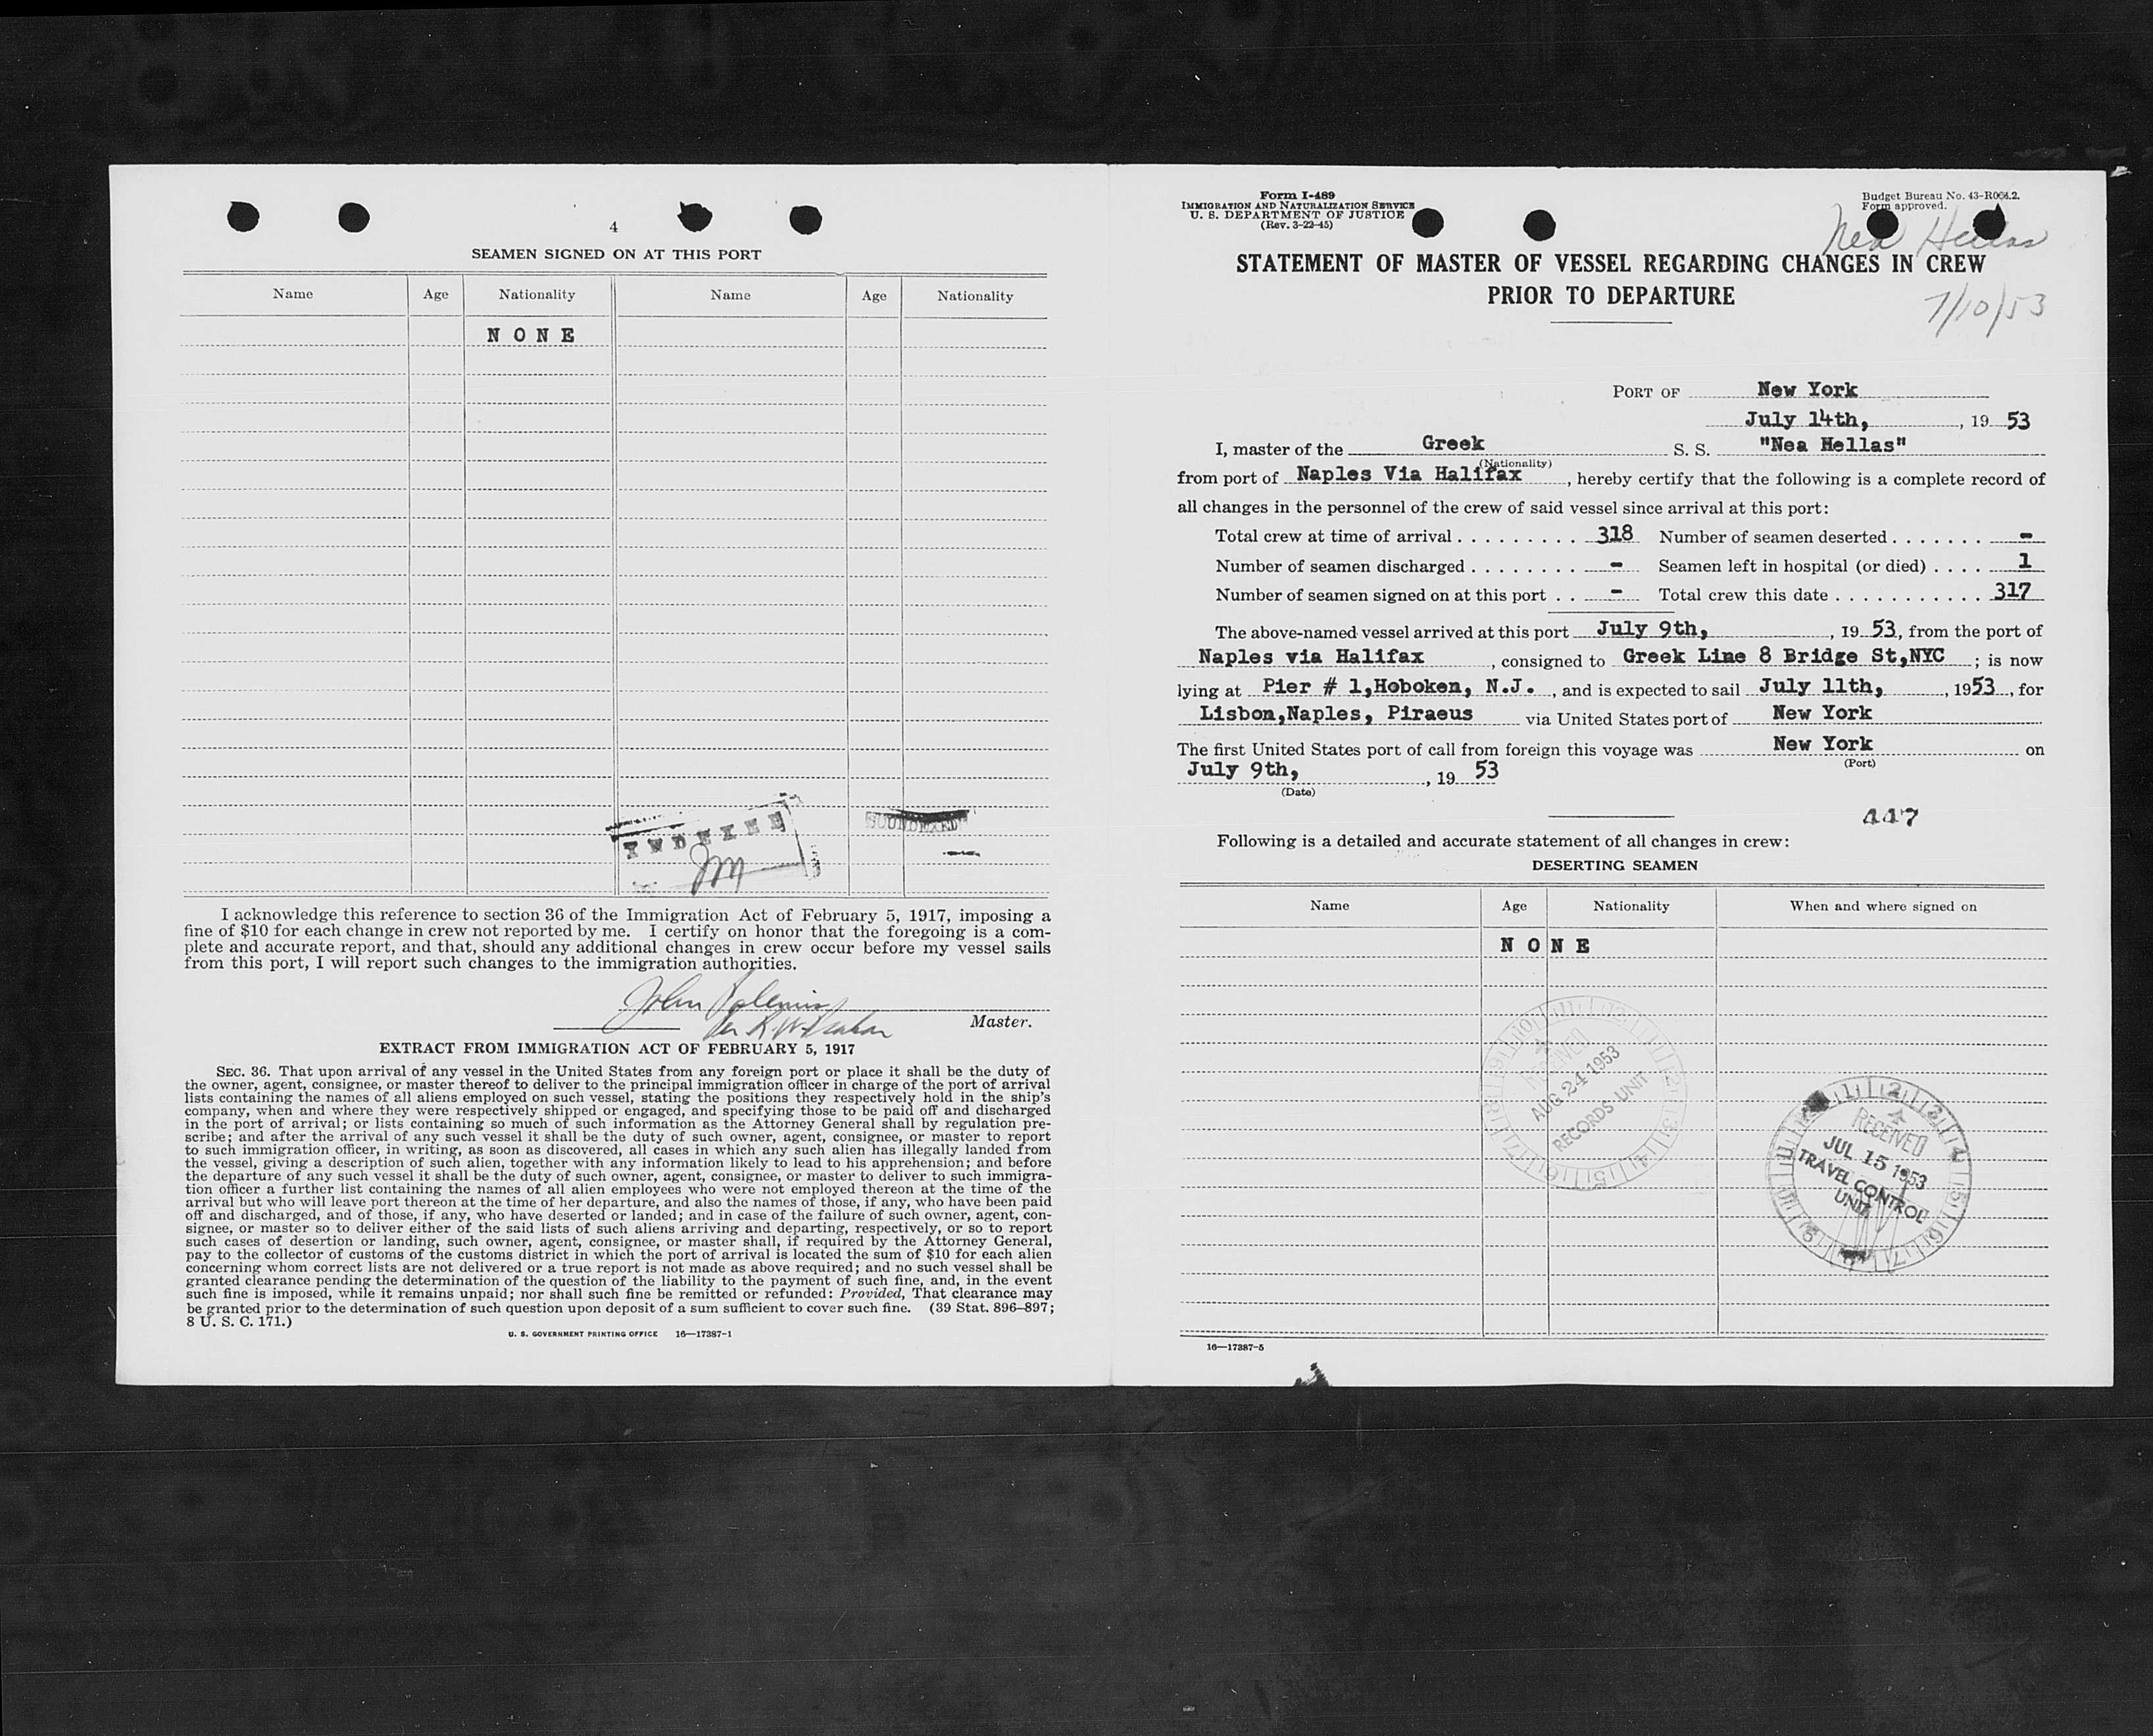 4
SEAMEN SIGNED ON AT THIS PORT
Name Age Nationality Name Age Nationality
NONE
INDEXED
I acknowledge this reference to section 36 of the Immigration Act of February 5, 1917, imposing a
fine of $10 for each change in crew not reported by me. I certify on honor that the foregoing is a com-
plete and accurate report, and that, should any additional changes in crew occur before my vessel sails
from this port, I will report such changes to the immigration authorities.
John
Master.
EXTRACT FROM IMMIGRATION ACT OF FEBRUARY 5, 1917
SEC. 36. That upon arrival of any vessel in the United States from any foreign port or place it shall be the duty of
the owner, agent, consignee, or master thereof to deliver to the principal immigration officer in charge of the port of arrival
lists containing the names of all aliens employed on such vessel, stating the positions they respectively hold in the ship's
company, when and where they were respectively shipped or engaged, and specifying those to be paid off and discharged
in the port of arrival; or lists containing so much of such information as the Attorney General shall by regulation pre-
scribe; and after the arrival of any such vessel it shall be the duty of such owner, agent, consignee, or master to report
to such immigration officer, in writing, as soon as discovered, all cases in which any such alien has illegally landed from
the vessel, giving a description of such alien, together with any information likely to lead to his apprehension; and before
the departure of any such vessel it shall be the duty of such owner, agent, consignee, or master to deliver to such immigra-
tion officer a further list containing the names of all alien employees who were not employed thereon at the time of the
arrival but who will leave port thereon at the time of her departure, and also the names of those, if any, who have been paid
off and discharged, and of those, if any, who have deserted or landed; and in case of the failure of such owner, agent, con-
signee, or master so to deliver either of the said lists of such aliens arriving and departing, respectively, or so to report
such cases of desertion or landing, such owner, agent, consignee, or master shall, if required by the Attorney General,
pay to the collector of customs of the customs district in which the port of arrival is located the sum of $10 for each alien
concerning whom correct lists are not delivered or a true report is not made as above required; and no such vessel shall be
granted clearance pending the determination of the question of the liability to the payment of such fine, and, in the event
such fine is imposed, while it remains unpaid; nor shall such fine be remitted or refunded: Provided, That clearance may
be granted prior to the determination of such question upon deposit of a sum sufficient to cover such fine. (39 Stat. 896–897;
8 U. S. C. 171.)
U. S. GOVERNMENT PRINTING OFFICE 16—17387-1
Form I-489
IMMIGRATION AND NATURALIZATION SERVICE
U. S. DEPARTMENT OF JUSTICE
(Rev. 3-22-45)
Budget Bureau No. 43-R064.2.
Form approved.
Nea Hellas
STATEMENT OF MASTER OF VESSEL REGARDING CHANGES IN CREW
PRIOR TO DEPARTURE
7/10/53
PORT OF New York
July 14th, , 19 53
I, master of the Greek S. S. "Nea Hellas"
(Nationality)
from port of Naples Via Halifax , hereby certify that the following is a complete record of
all changes in the personnel of the crew of said vessel since arrival at this port:
Total crew at time of arrival . . . . . . . . . . 318 Number of seamen deserted . . . . . . . -
Number of seamen discharged . . . . . . . . - Seamen left in hospital (or died) . . . . 1
Number of seamen signed on at this port . . - Total crew this date . . . . . . . . . . . 317
The above-named vessel arrived at this port July 9th, , 19 53, from the port of
Naples via Halifax , consigned to Greek Line 8 Bridge St,NYC ; is now
lying at Pier # 1,Hoboken, N.J. , and is expected to sail July 11th, , 1953 , for
Lisbon,Naples, Piraeus via United States port of New York
The first United States port of call from foreign this voyage was New York on
(Port)
July 9th, , 19 53
(Date)
447
Following is a detailed and accurate statement of all changes in crew:
DESERTING SEAMEN
Name Age Nationality When and where signed on
NONE
RECEIVED
AUG 24 1953
RECORDS UNIT
RECEIVED
JUL 15 1953
TRAVEL CONTROL
UNIT
16—17387-5